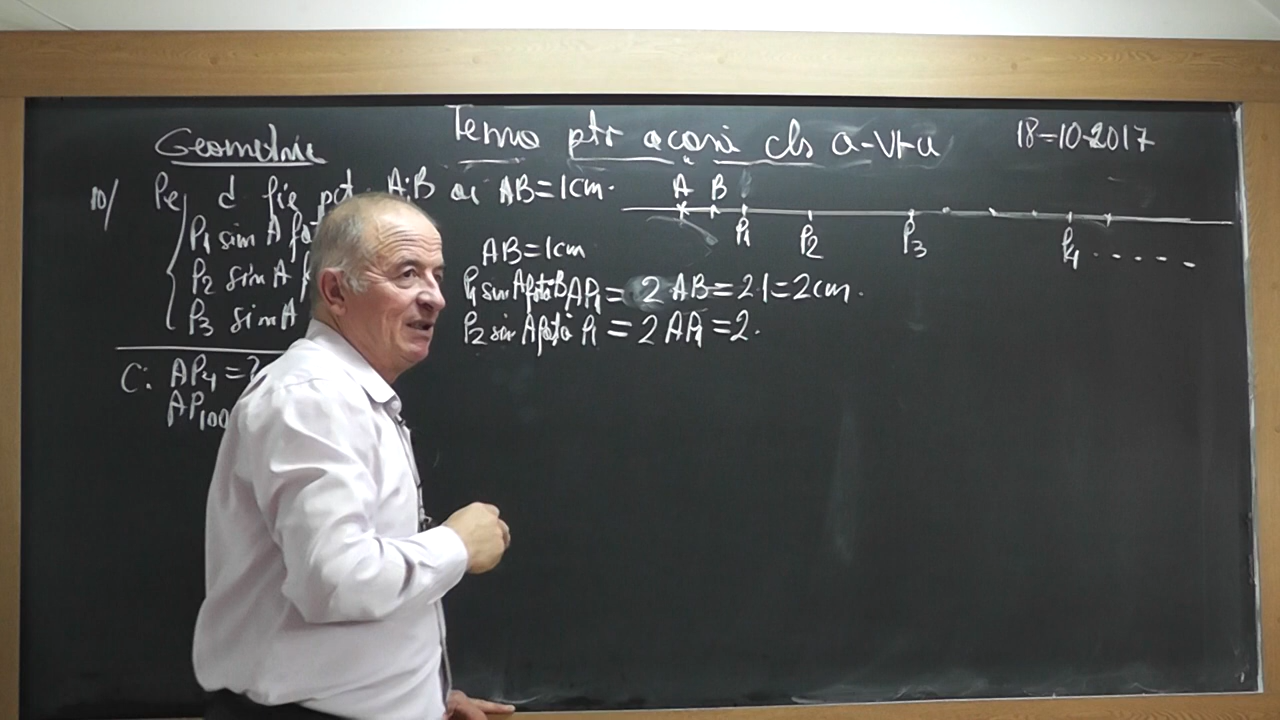 Geometrie
Temă ptr acasă cls a-VI-a
18-10-2017
10/ Pe d fie pct A;B aî AB=1cm.
P1 sim A faț
P2 sim A f
P3 sim A
C: AP4=?
AP100
A B
P1 P2 P3 P4 .....
AB=1cm
P1 sim A față B AP1= 2 AB=2·1=2cm.
P2 sim A față P1 = 2 AP1=2.